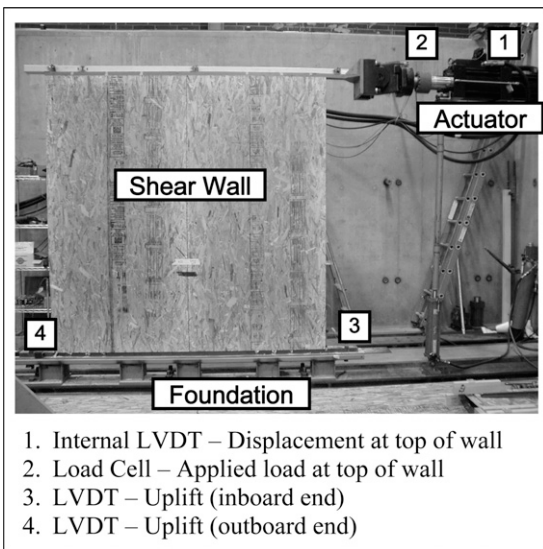 2
1
Actuator
Shear Wall
4
3
Foundation
1. Internal LVDT – Displacement at top of wall
2. Load Cell – Applied load at top of wall
3. LVDT – Uplift (inboard end)
4. LVDT – Uplift (outboard end)